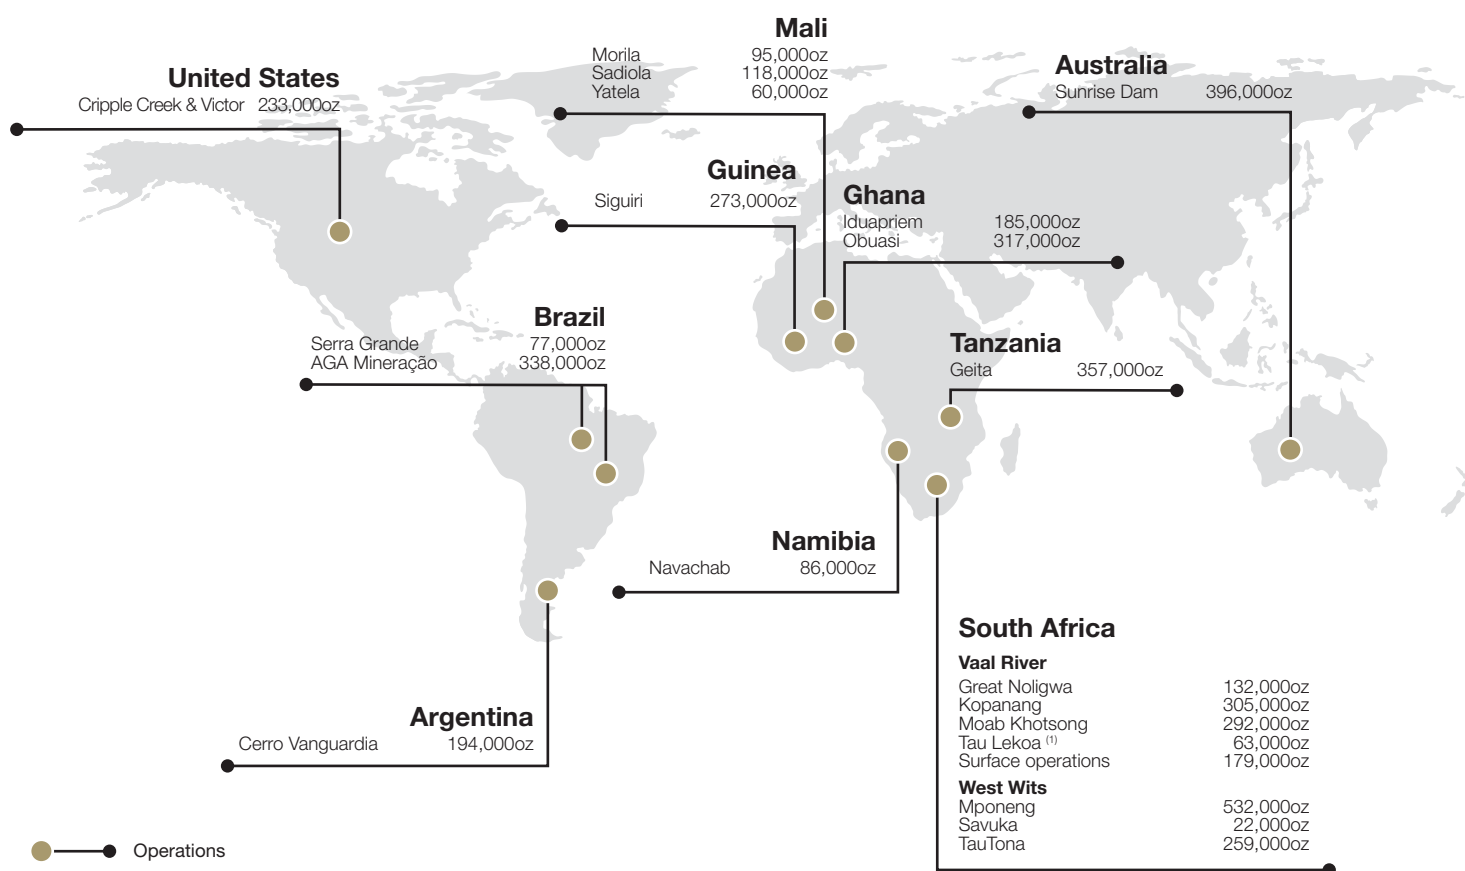 Mali
Morila 95,000oz
Sadiola 118,000oz
Yatela 60,000oz
United States
Cripple Creek & Victor 233,000oz
Australia
Sunrise Dam 396,000oz
Guinea
Siguiri 273,000oz
Ghana
Iduapriem 185,000oz
Obuasi 317,000oz
Brazil
Serra Grande 77,000oz
AGA Mineração 338,000oz
Tanzania
Geita 357,000oz
Namibia
Navachab 86,000oz
Argentina
Cerro Vanguardia 194,000oz
South Africa
Vaal River
Great Noligwa 132,000oz
Kopanang 305,000oz
Moab Khotsong 292,000oz
Tau Lekoa (1) 63,000oz
Surface operations 179,000oz
West Wits
Mponeng 532,000oz
Savuka 22,000oz
TauTona 259,000oz
Operations